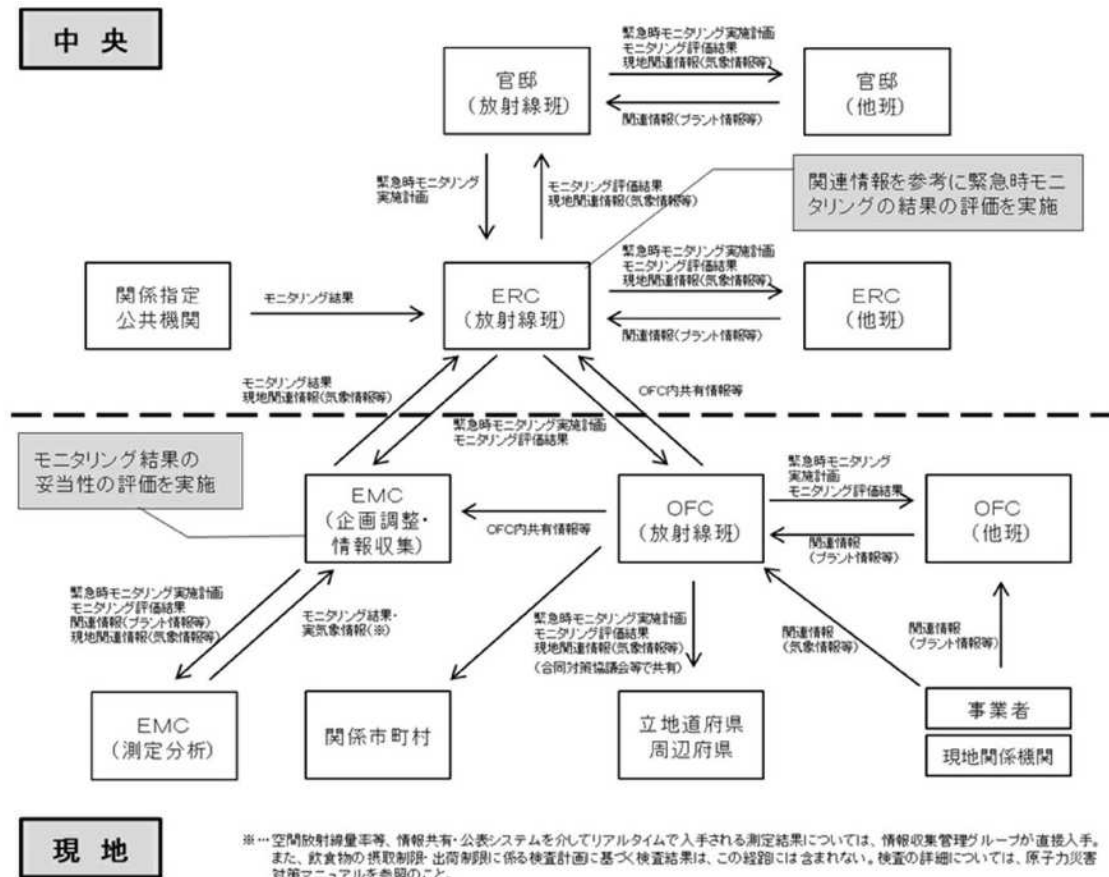 中 央
緊急時モニタリング実施計画
モニタリング評価結果
現地関連情報(気象情報等)
官邸
(放射線班)
官邸
(他班)
関連情報(プラント情報等)
緊急時モニタリング
実施計画
モニタリング評価結果
現地関連情報(気象情報等)
関連情報を参考に緊急時モニ
タリングの結果の評価を実施
緊急時モニタリング実施計画
モニタリング評価結果
現地関連情報(気象情報等)
関係指定
公共機関
モニタリング結果
ERC
(放射線班)
ERC
(他班)
関連情報(プラント情報等)
モニタリング結果
現地関連情報(気象情報等)
OFC内共有情報等
緊急時モニタリング実施計画
モニタリング評価結果
モニタリング結果の
妥当性の評価を実施
EMC
(企画調整・
情報収集)
OFC内共有情報等
OFC
(放射線班)
緊急時モニタリング
実施計画
モニタリング評価結果
OFC
(他班)
関連情報
(プラント情報等)
緊急時モニタリング実施計画
モニタリング評価結果
関連情報(プラント情報等)
現地関連情報(気象情報等)
モニタリング結果・
実気象情報(※)
緊急時モニタリング実施計画
モニタリング評価結果
現地関連情報(気象情報等)
(合同対策協議会等で共有)
関連情報
(気象情報等)
関連情報
(プラント情報等)
EMC
(測定分析)
関係市町村
立地道府県
周辺府県
事業者
現地関係機関
現 地
※…空間放射線量率等、情報共有・公表システムを介してリアルタイムで入手される測定結果については、情報収集管理グループが直接入手。
また、飲食物の摂取制限・出荷制限に係る検査計画に基づく検査結果は、この経路には含まれない。検査の詳細については、原子力災害
対策マニュアルを参照のこと。